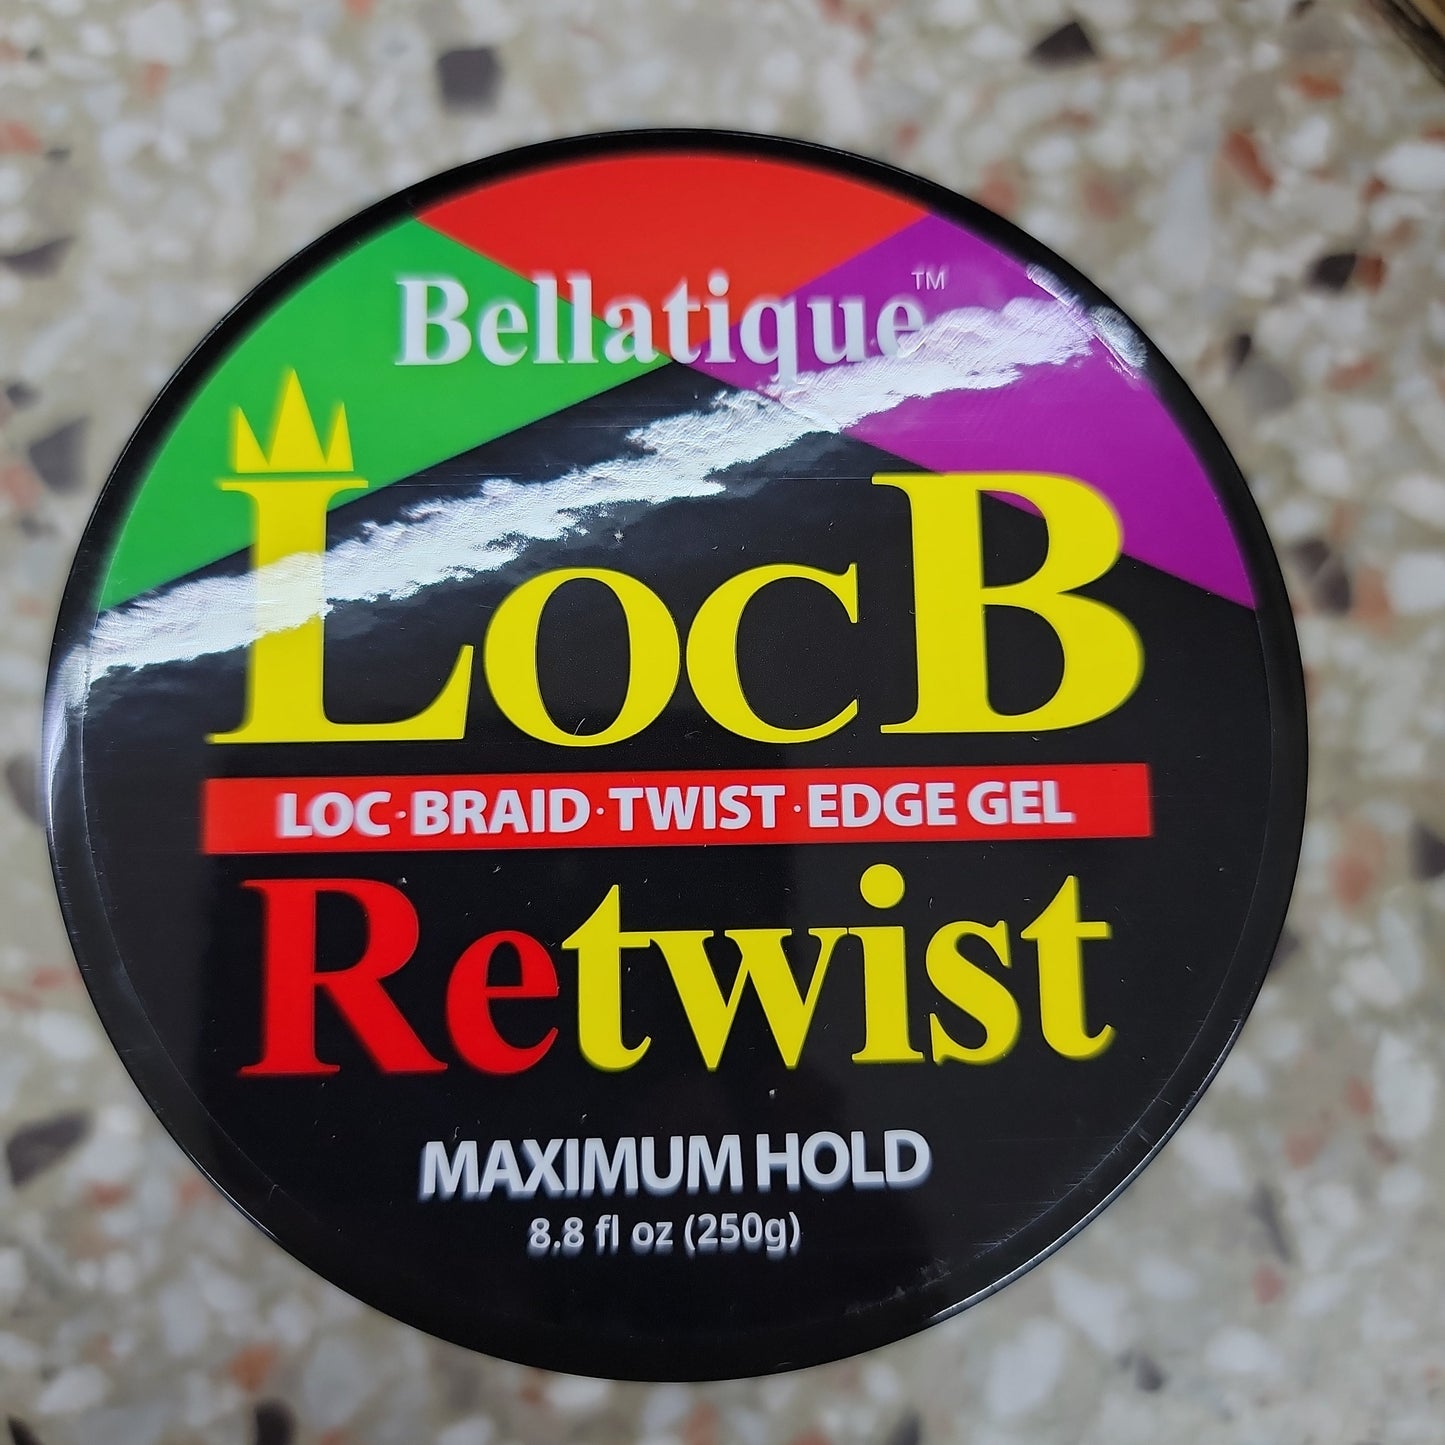 Bellatique™
LocB
LOC·BRAID·TWIST·EDGE GEL
Retwist
MAXIMUM HOLD
8.8 fl oz (250g)